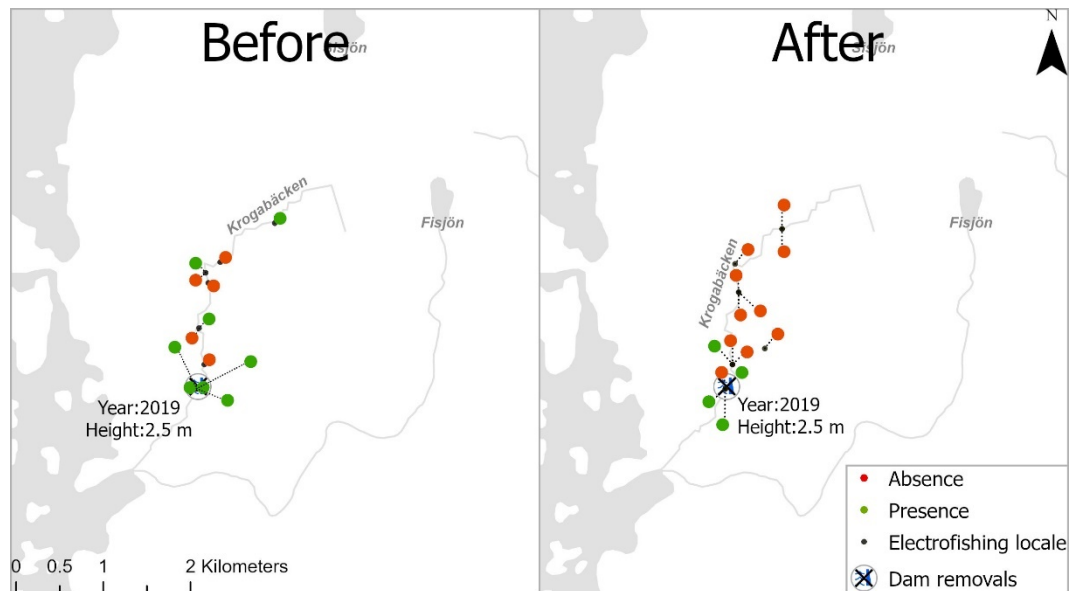 Before
Fisjön
Krogabäcken
Fisjön
Year:2019
Height:2.5 m
0 0.5 1 2 Kilometers
After
Fisjön
N
Krogabäcken
Fisjön
Year:2019
Height:2.5 m
Absence
Presence
Electrofishing locale
Dam removals